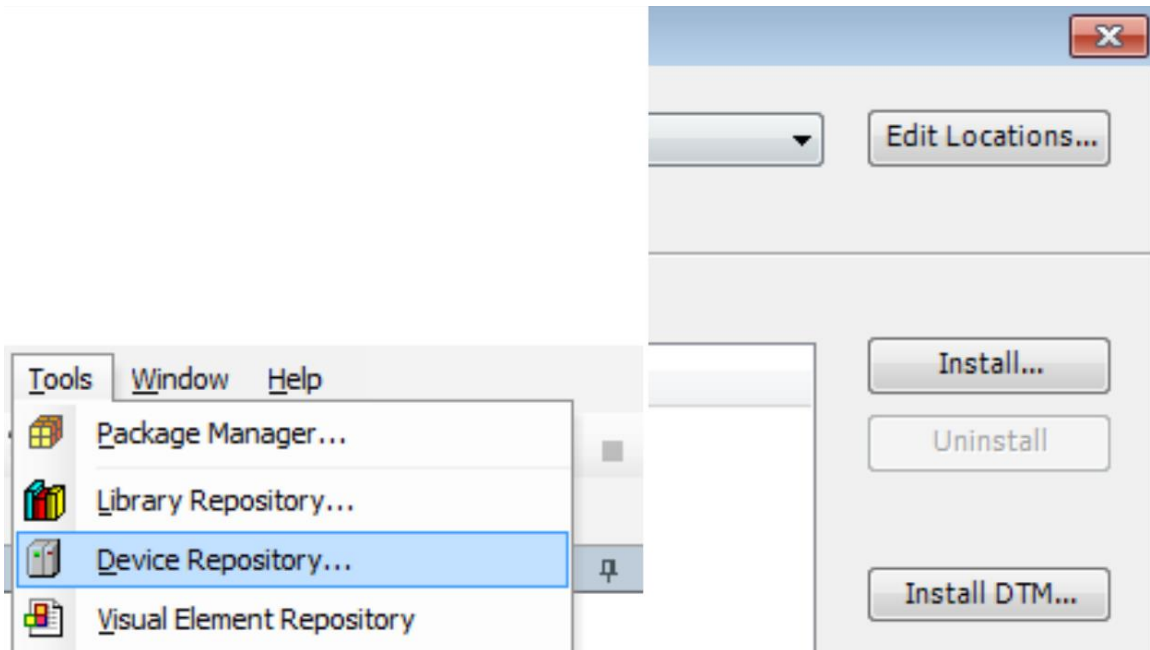 Tools Window Help
Package Manager...
Library Repository...
Device Repository...
Visual Element Repository
Edit Locations...
Install...
Uninstall
Install DTM...